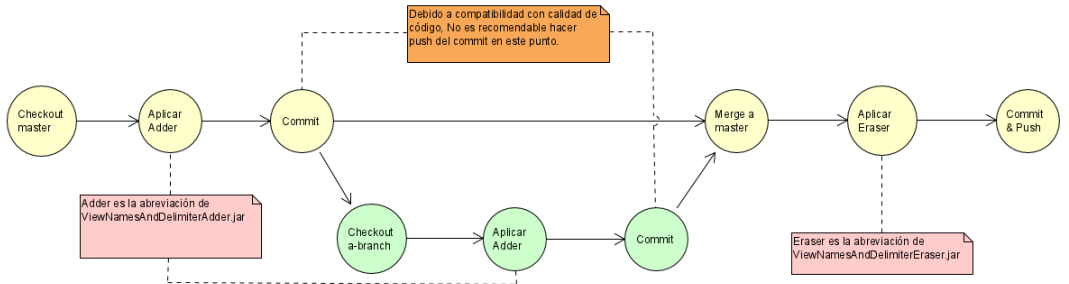 Debido a compatibilidad con calidad de
código, No es recomendable hacer
push del commit en este punto.
Checkout
master
Aplicar
Adder
Commit
Merge a
master
Aplicar
Eraser
Commit
& Push
Adder es la abreviación de
ViewNamesAndDelimiterAdder.jar
Checkout
a-branch
Aplicar
Adder
Commit
Eraser es la abreviación de
ViewNamesAndDelimiterEraser.jar